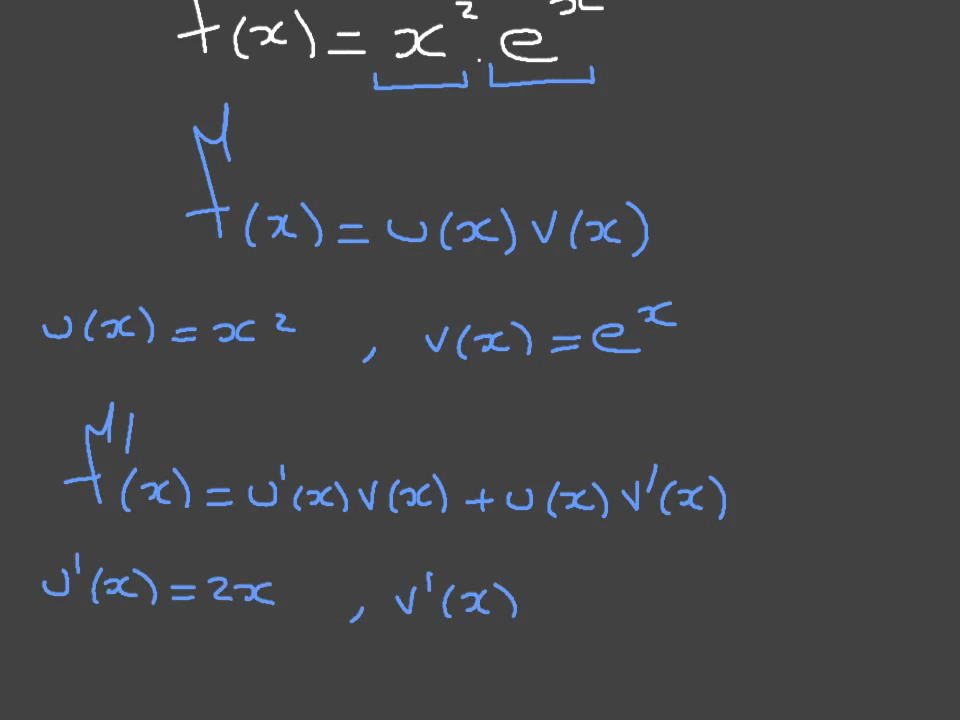 f(x) = x² . eˣ
f(x) = u(x) v(x)
u(x) = x² , v(x) = eˣ
f'(x) = u'(x) v(x) + u(x) v'(x)
u'(x) = 2x , v'(x)